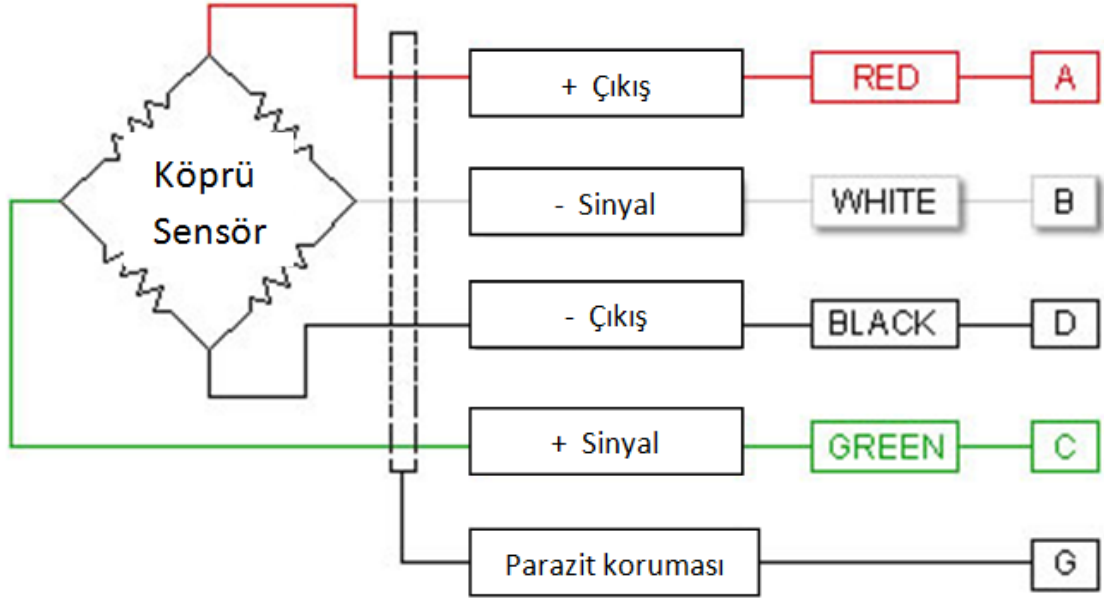 Köprü
Sensör
+ Çıkış RED A
- Sinyal WHITE B
- Çıkış BLACK D
+ Sinyal GREEN C
Parazit koruması G